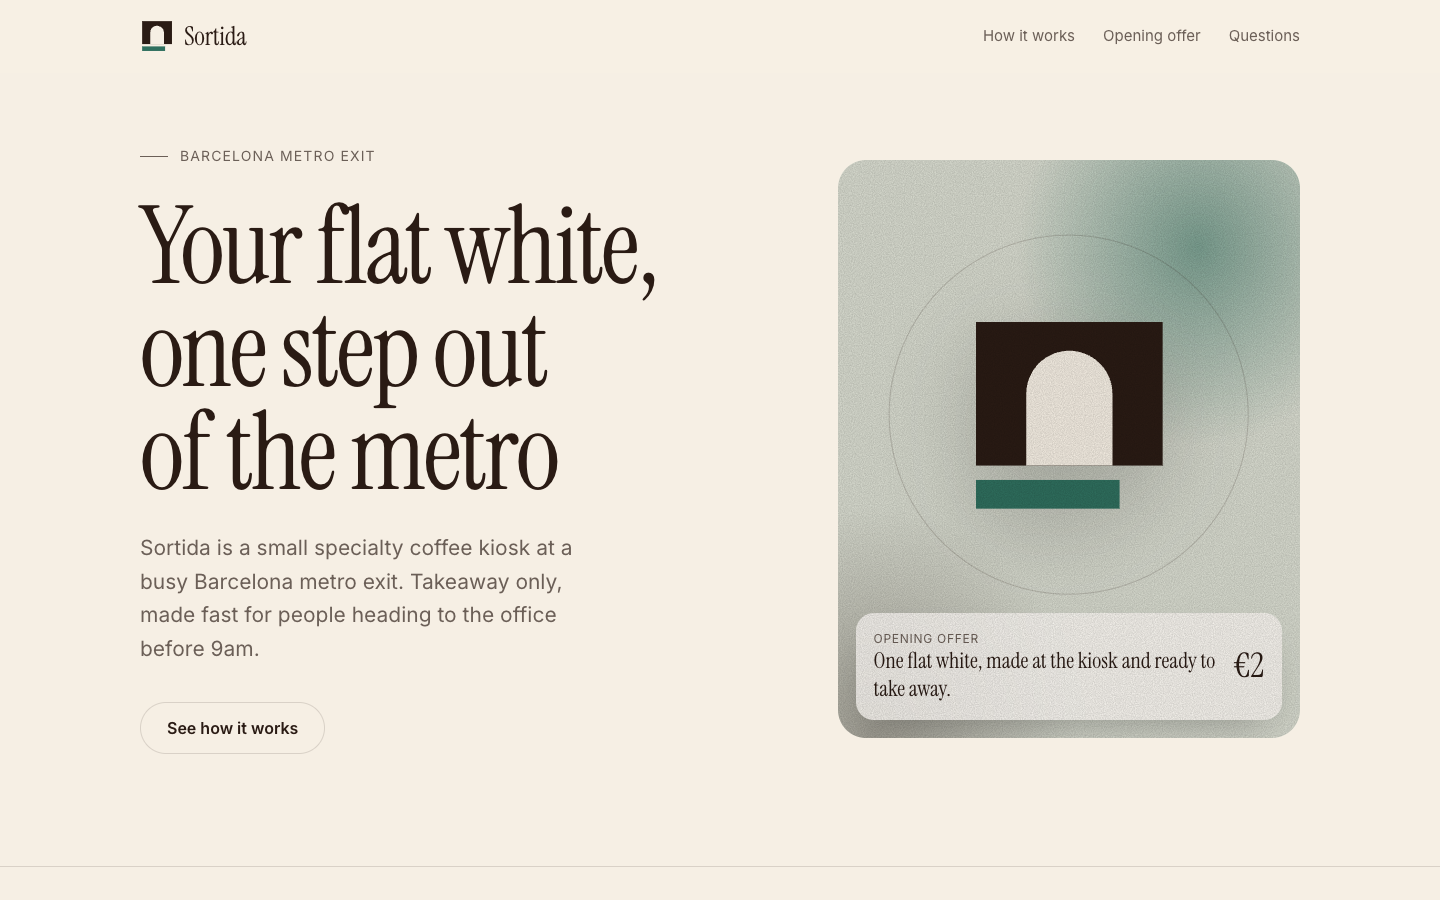 Sortida
How it works
Opening offer
Questions
BARCELONA METRO EXIT
Your flat white,
one step out
of the metro
Sortida is a small specialty coffee kiosk at a
busy Barcelona metro exit. Takeaway only,
made fast for people heading to the office
before 9am.
See how it works
OPENING OFFER
One flat white, made at the kiosk and ready to
take away.
€2